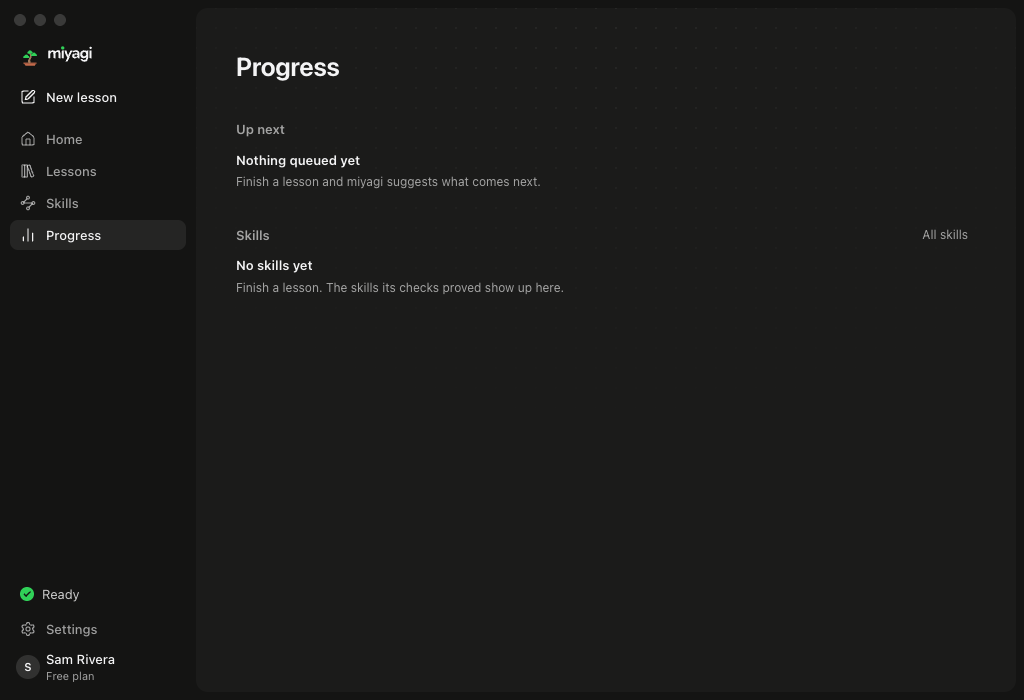 miyagi
New lesson
Home
Lessons
Skills
Progress
Ready
Settings
S
Sam Rivera
Free plan
Progress
Up next
Nothing queued yet
Finish a lesson and miyagi suggests what comes next.
Skills
All skills
No skills yet
Finish a lesson. The skills its checks proved show up here.